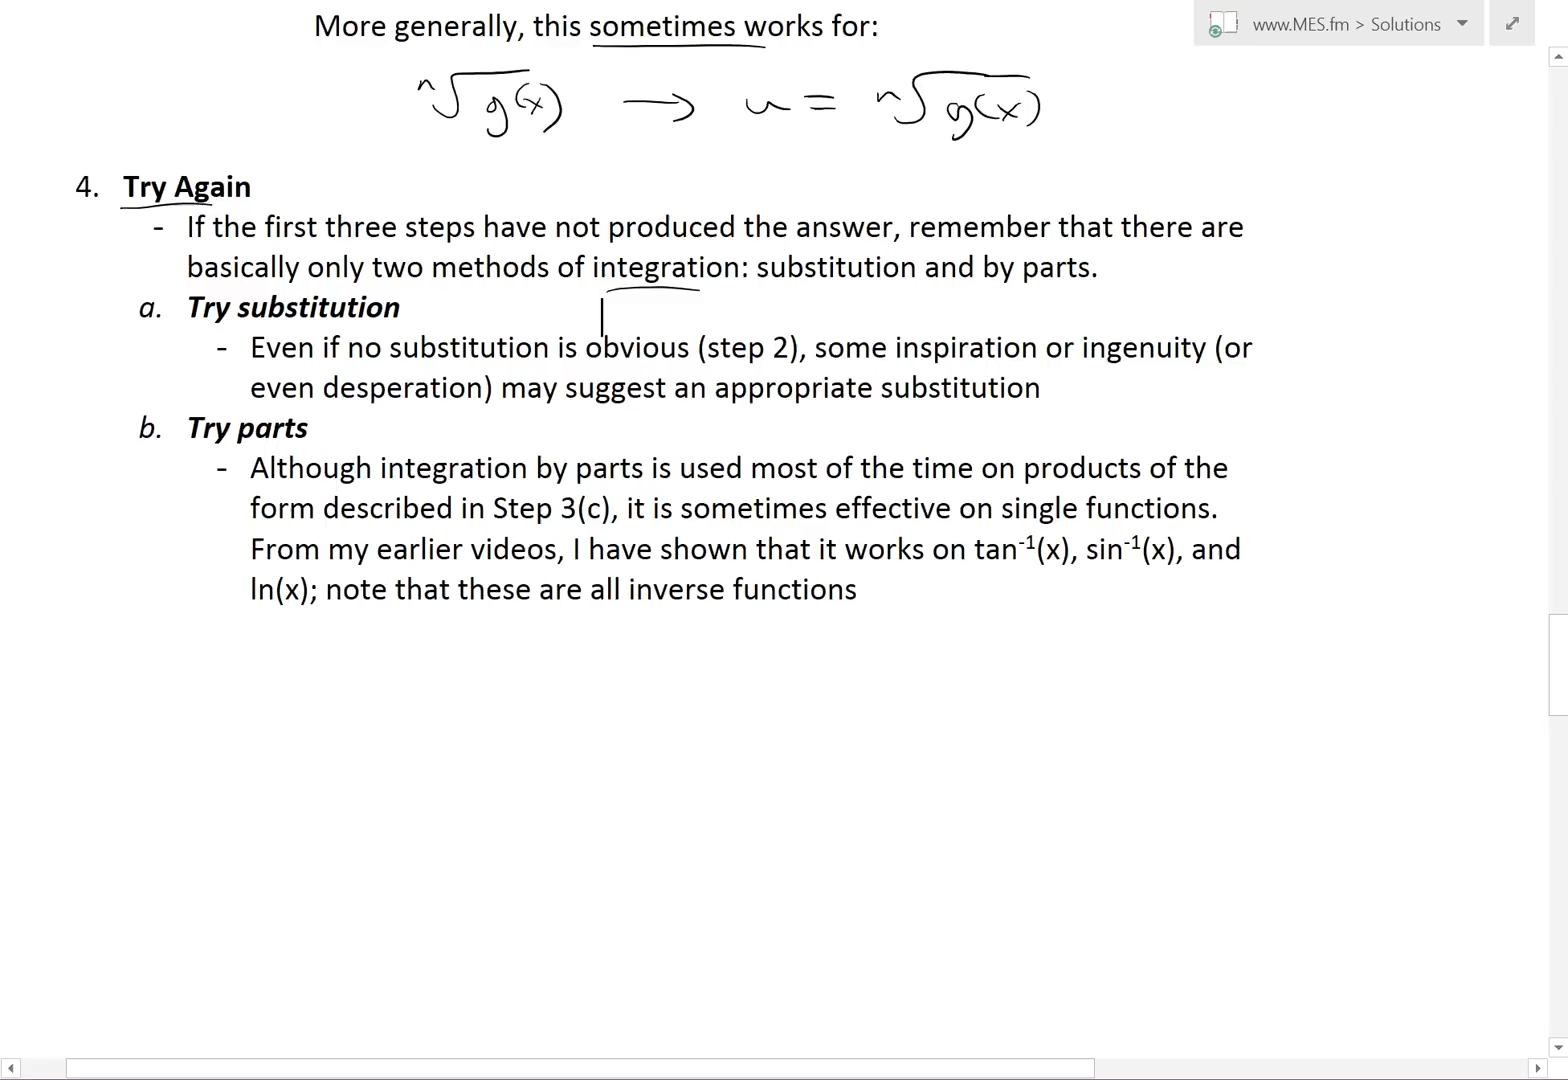 More generally, this sometimes works for:
www.MES.fm > Solutions
ⁿ√g(x) → u = ⁿ√g(x)
4. Try Again
- If the first three steps have not produced the answer, remember that there are
basically only two methods of integration: substitution and by parts.
a. Try substitution
- Even if no substitution is obvious (step 2), some inspiration or ingenuity (or
even desperation) may suggest an appropriate substitution
b. Try parts
- Although integration by parts is used most of the time on products of the
form described in Step 3(c), it is sometimes effective on single functions.
From my earlier videos, I have shown that it works on tan⁻¹(x), sin⁻¹(x), and
ln(x); note that these are all inverse functions